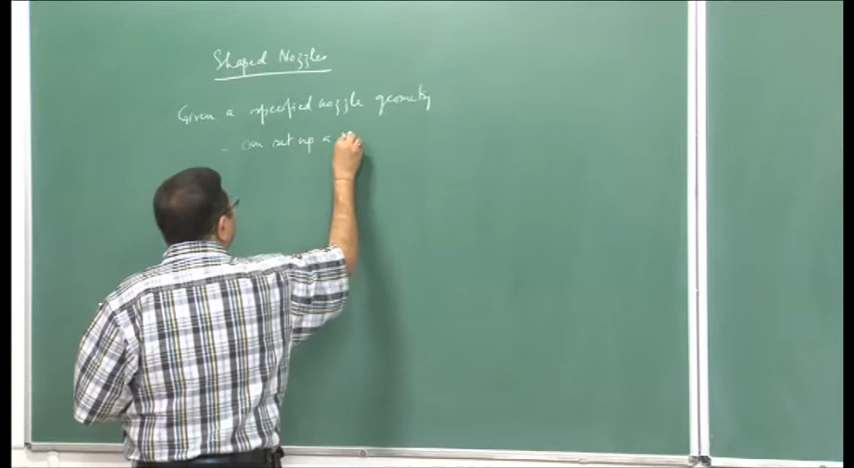 Shaped Nozzles
Given a specified nozzle geometry
- can set up a